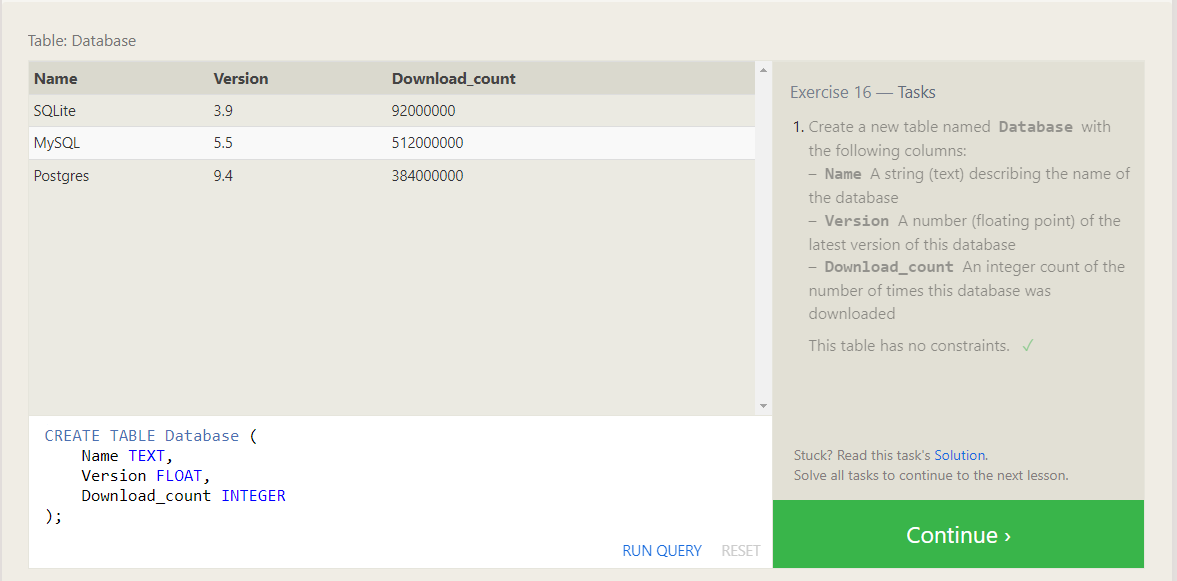 Table: Database
Name Version Download_count
SQLite 3.9 92000000
MySQL 5.5 512000000
Postgres 9.4 384000000
CREATE TABLE Database (
    Name TEXT,
    Version FLOAT,
    Download_count INTEGER
);
RUN QUERY RESET
Exercise 16 — Tasks
1. Create a new table named Database with
the following columns:
– Name A string (text) describing the name of
the database
– Version A number (floating point) of the
latest version of this database
– Download_count An integer count of the
number of times this database was
downloaded
This table has no constraints. ✓
Stuck? Read this task's Solution.
Solve all tasks to continue to the next lesson.
Continue ›